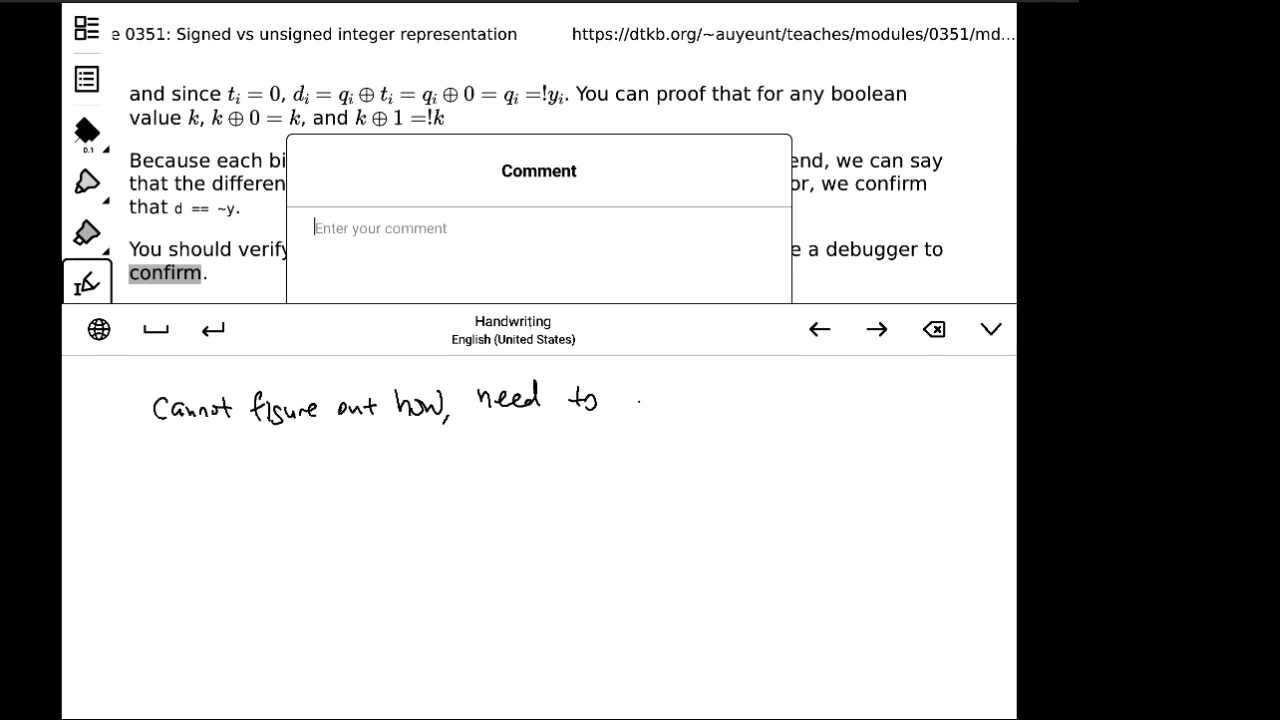 e 0351: Signed vs unsigned integer representation https://dtkb.org/~auyeunt/teaches/modules/0351/md...
and since tᵢ = 0, dᵢ = qᵢ ⊕ tᵢ = qᵢ ⊕ 0 = qᵢ =!yᵢ. You can proof that for any boolean
value k, k ⊕ 0 = k, and k ⊕ 1 =!k
Because each bi end, we can say
that the differen or, we confirm
that d == ~y.
You should verify e a debugger to
confirm.
Comment
Enter your comment
D.1
Handwriting
English (United States)
Cannot figure out how, need to